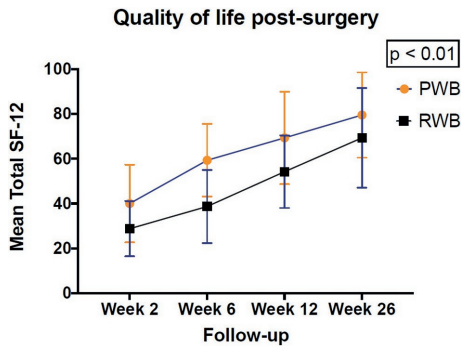 Quality of life post-surgery
p < 0.01
PWB
RWB
Mean Total SF-12
100
80
60
40
20
0
Week 2 Week 6 Week 12 Week 26
Follow-up